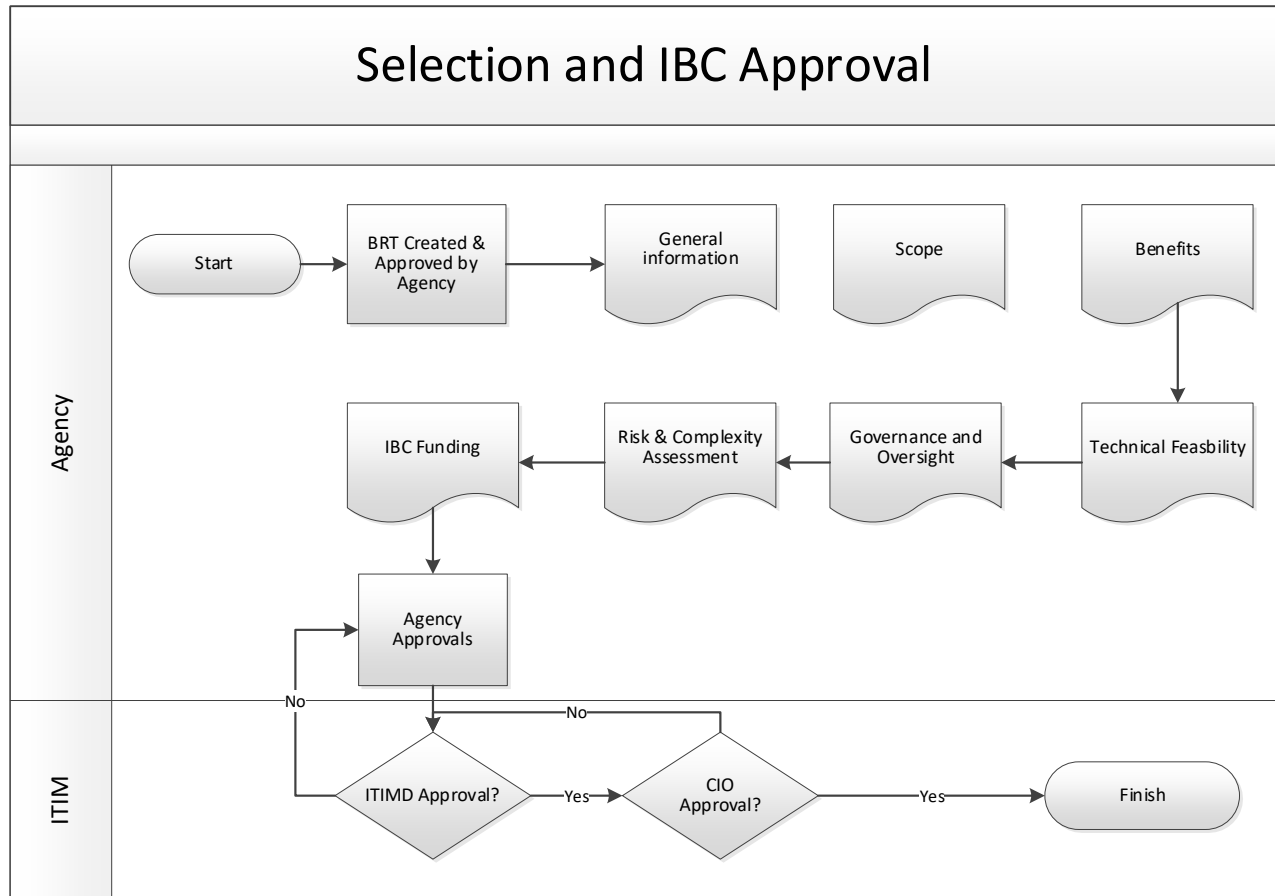 Selection and IBC Approval
Agency
Start
BRT Created &
Approved by
Agency
General
information
Scope
Benefits
IBC Funding
Risk & Complexity
Assessment
Governance and
Oversight
Technical Feasbility
Agency
Approvals
No
No
ITIM
ITIMD Approval?
Yes
CIO
Approval?
Yes
Finish